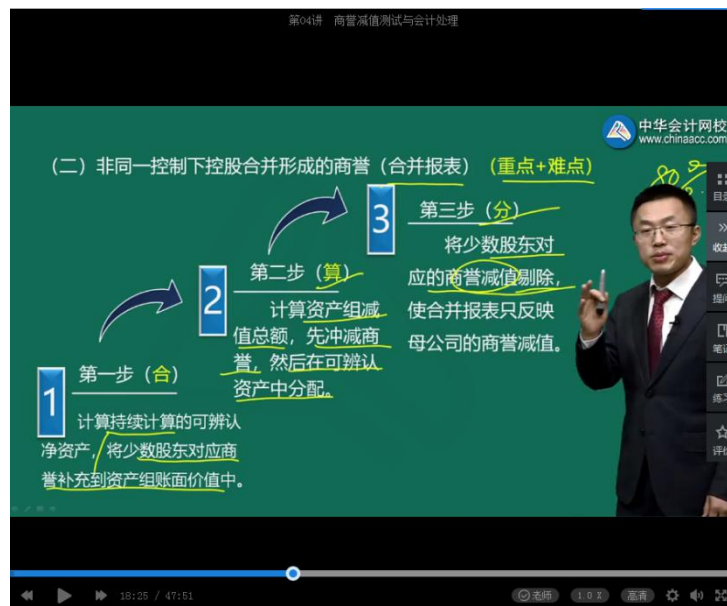 第04讲 商誉减值测试与会计处理
中华会计网校
www.chinaacc.com
（二）非同一控制下控股合并形成的商誉（合并报表）（重点+难点）
80%
目录
3
第三步（分）
将少数股东对
应的商誉减值剔除，
使合并报表只反映
母公司的商誉减值。
2
第二步（算）
计算资产组减
值总额，先冲减商
誉，然后在可辨认
资产中分配。
1
第一步（合）
计算持续计算的可辨认
净资产，将少数股东对应商
誉补充到资产组账面价值中。
收起
提问
笔记
练习
评价
18:25 / 47:51
老师
1.0 X
高清